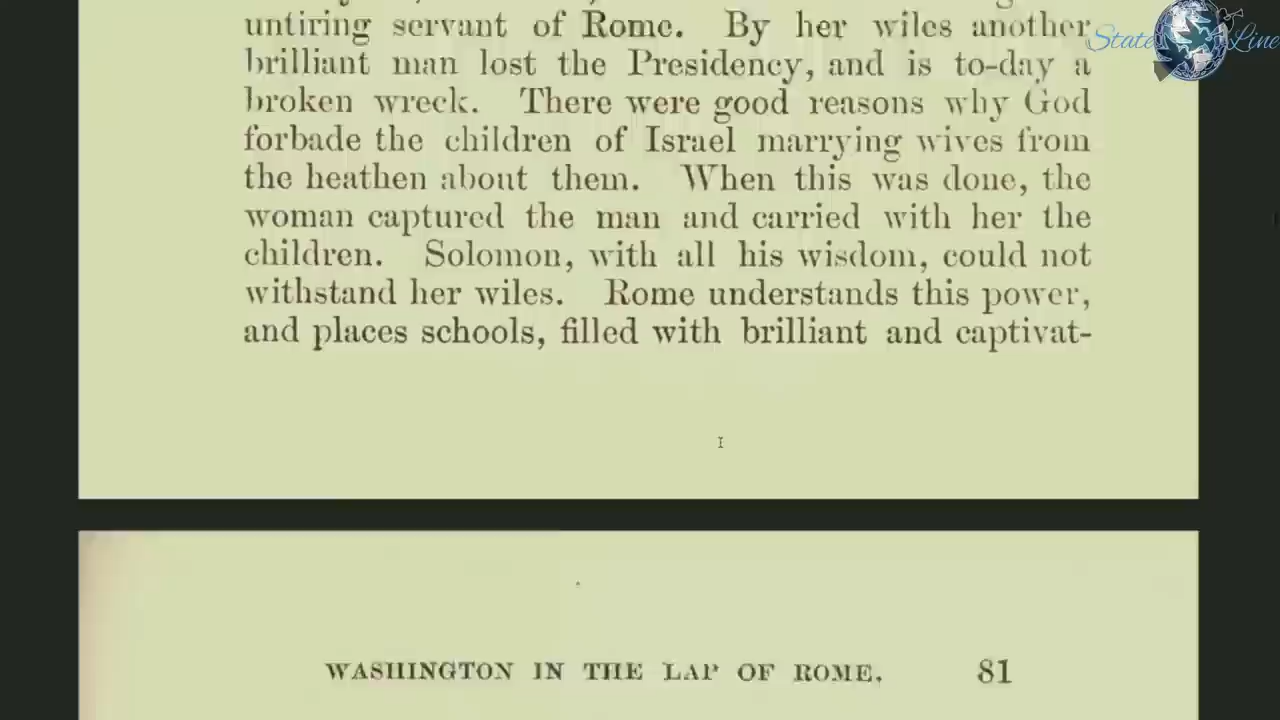 untiring servant of Rome. By her wiles another
brilliant man lost the Presidency, and is to-day a
broken wreck. There were good reasons why God
forbade the children of Israel marrying wives from
the heathen about them. When this was done, the
woman captured the man and carried with her the
children. Solomon, with all his wisdom, could not
withstand her wiles. Rome understands this power,
and places schools, filled with brilliant and captivat-
WASHINGTON IN THE LAP OF ROME. 81
State Line